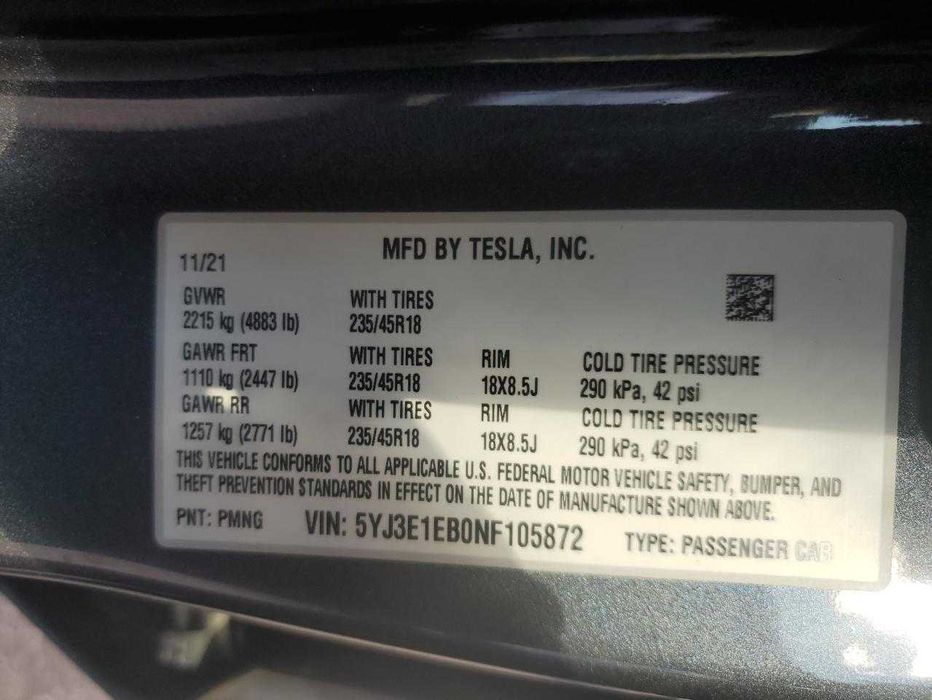 MFD BY TESLA, INC.
11/21
GVWR WITH TIRES
2215 kg (4883 lb) 235/45R18
GAWR FRT WITH TIRES RIM COLD TIRE PRESSURE
1110 kg (2447 lb) 235/45R18 18X8.5J 290 kPa, 42 psi
GAWR RR WITH TIRES RIM COLD TIRE PRESSURE
1257 kg (2771 lb) 235/45R18 18X8.5J 290 kPa, 42 psi
THIS VEHICLE CONFORMS TO ALL APPLICABLE U.S. FEDERAL MOTOR VEHICLE SAFETY, BUMPER, AND
THEFT PREVENTION STANDARDS IN EFFECT ON THE DATE OF MANUFACTURE SHOWN ABOVE.
PNT: PMNG VIN: 5YJ3E1EB0NF105872 TYPE: PASSENGER CAR